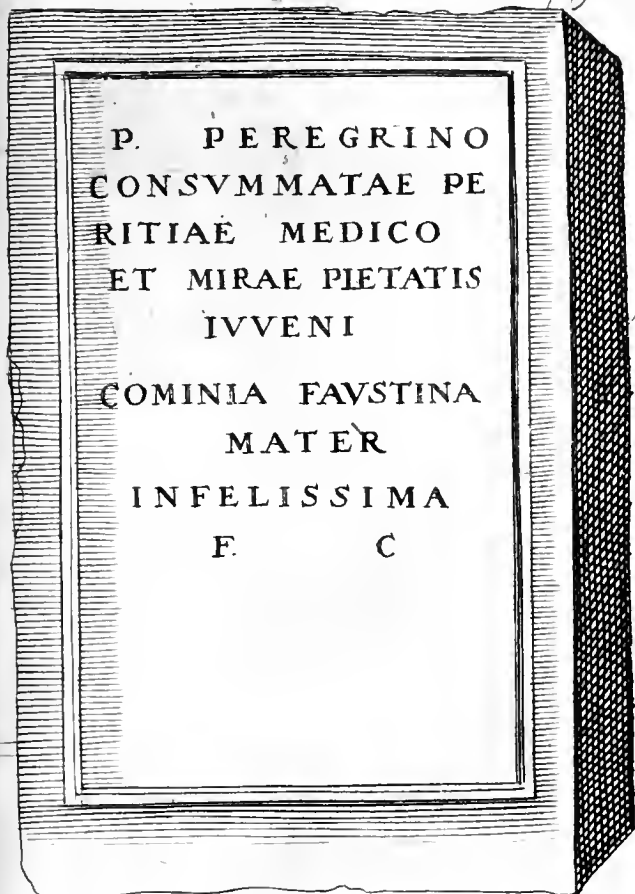 P. PEREGRINO
CONSVMMATAE PE
RITIAE MEDICO
ET MIRAE PIETATIS
IVVENI
COMINIA FAVSTINA
MATER
INFELISSIMA
F. C